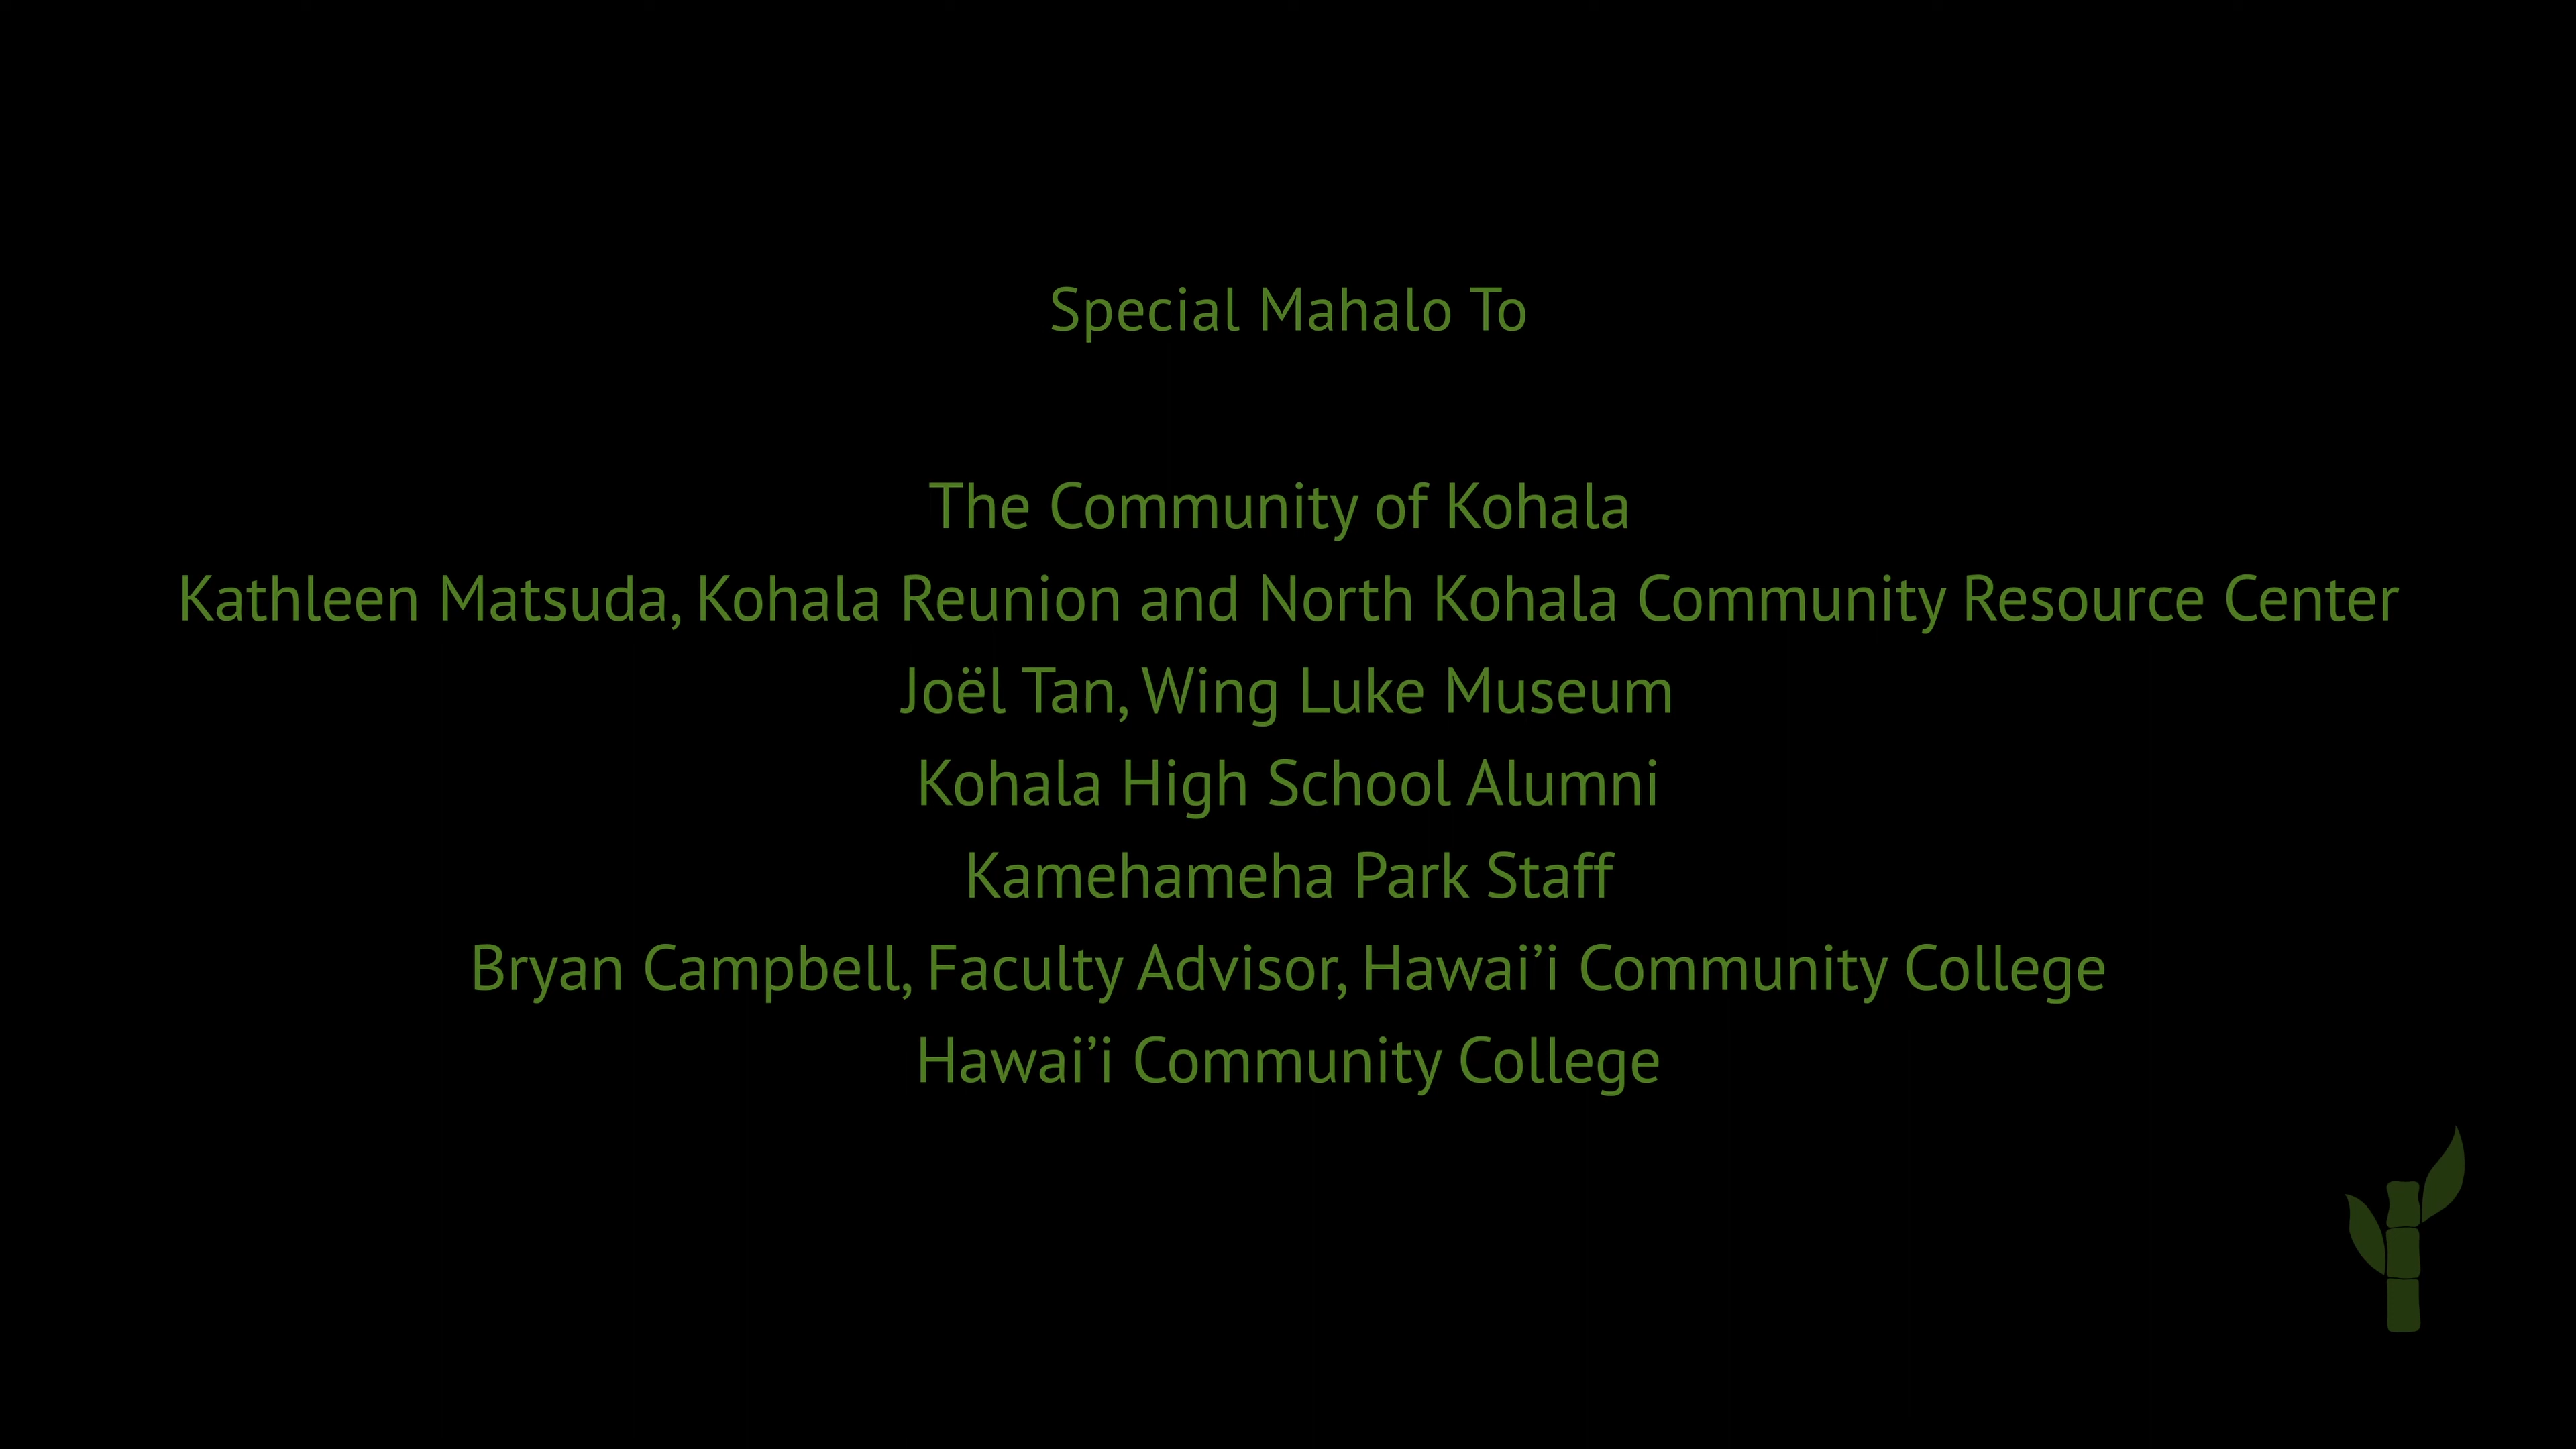 Special Mahalo To
The Community of Kohala
Kathleen Matsuda, Kohala Reunion and North Kohala Community Resource Center
Joël Tan, Wing Luke Museum
Kohala High School Alumni
Kamehameha Park Staff
Bryan Campbell, Faculty Advisor, Hawai’i Community College
Hawai’i Community College